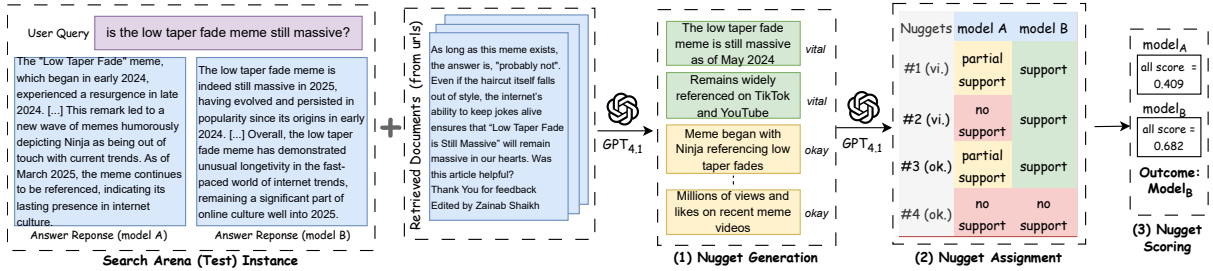 User Query
is the low taper fade meme still massive?
The "Low Taper Fade" meme,
which began in early 2024,
experienced a resurgence in late
2024. [...] This remark led to a
new wave of memes humorously
depicting Ninja as being out of
touch with current trends. As of
March 2025, the meme continues
to be referenced, indicating its
lasting presence in internet
culture.
Answer Reponse (model A)
The low taper fade meme is
indeed still massive in 2025,
having evolved and persisted in
popularity since its origins in early
2024. [...] Overall, the low taper
fade meme has demonstrated
unusual longevity in the fast-
paced world of internet trends,
remaining a significant part of
online culture well into 2025.
Answer Reponse (model B)
Search Arena (Test) Instance
Retrieved Documents (from urls)
As long as this meme exists,
the answer is, "probably not".
Even if the haircut itself falls
out of style, the internet's
ability to keep jokes alive
ensures that “Low Taper Fade
is Still Massive” will remain
massive in our hearts. Was
this article helpful?
Thank You for feedback
Edited by Zainab Shaikh
GPT4.1
The low taper fade
meme is still massive
as of May 2024
vital
Remains widely
referenced on TikTok
and YouTube
vital
Meme began with
Ninja referencing low
taper fades
okay
Millions of views and
likes on recent meme
videos
okay
(1) Nugget Generation
GPT4.1
Nuggets model A model B
#1 (vi.) partial support support
#2 (vi.) no support support
#3 (ok.) partial support support
#4 (ok.) no support no support
(2) Nugget Assignment
modelA
all score =
0.409
modelB
all score =
0.682
Outcome:
ModelB
(3) Nugget
Scoring